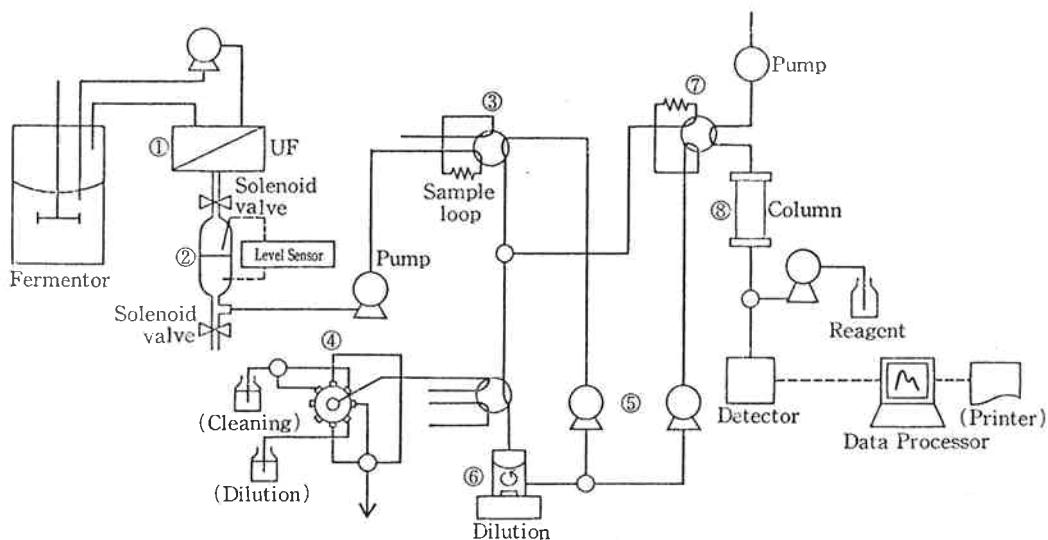 ⑦
Pump
③
①
UF
Solenoid
valve
Sample
loop
⑧
Column
②
Level Sensor
Pump
Fermentor
Solenoid
valve
Reagent
④
(Cleaning)
⑤
Detector
Data Processor
(Printer)
(Dilution)
⑥
Dilution